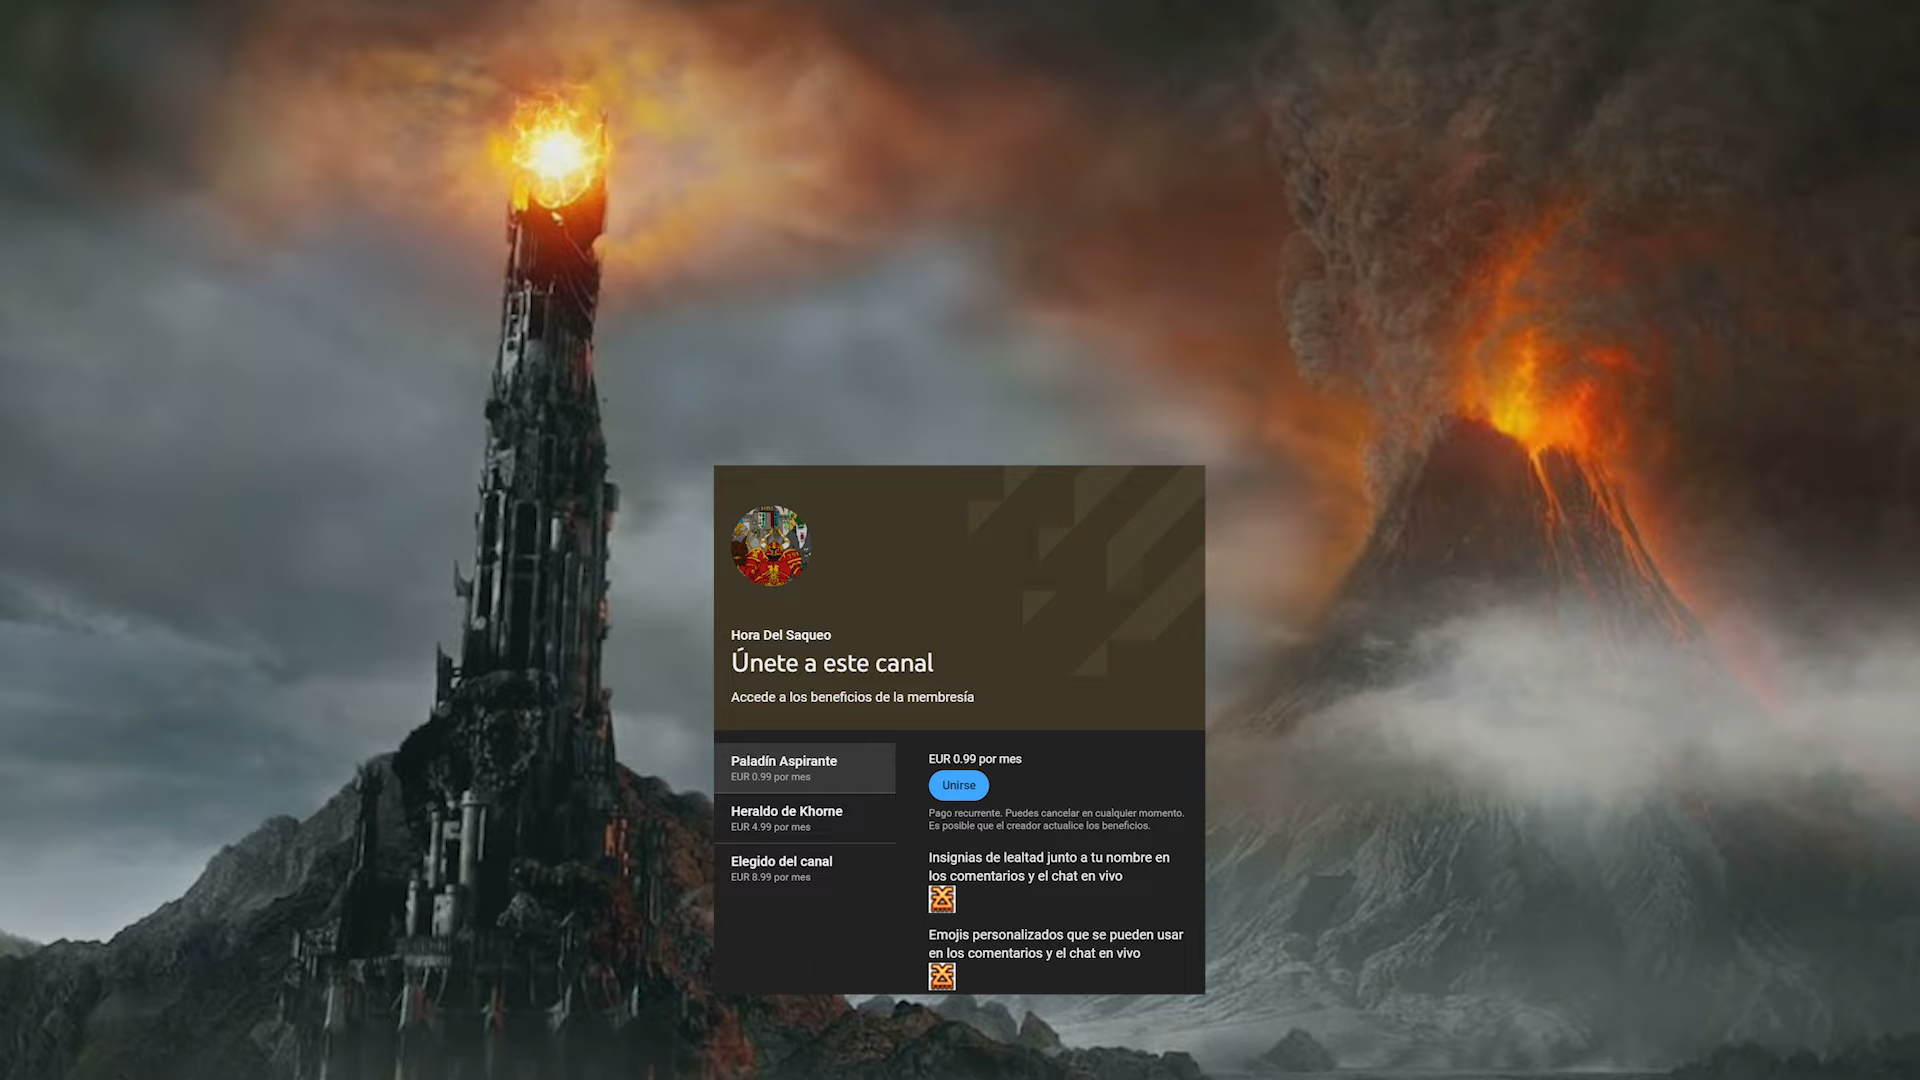 Hora Del Saqueo
Únete a este canal
Accede a los beneficios de la membresía
Paladín Aspirante
EUR 0.99 por mes
Heraldo de Khorne
EUR 4.99 por mes
Elegido del canal
EUR 8.99 por mes
EUR 0.99 por mes
Unirse
Pago recurrente. Puedes cancelar en cualquier momento.
Es posible que el creador actualice los beneficios.
Insignias de lealtad junto a tu nombre en
los comentarios y el chat en vivo
Emojis personalizados que se pueden usar
en los comentarios y el chat en vivo